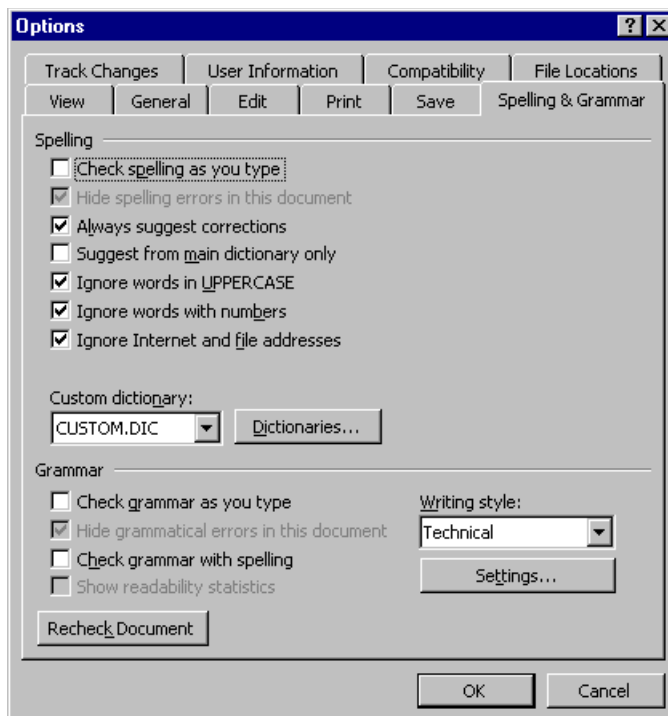 Options
Track Changes User Information Compatibility File Locations
View General Edit Print Save Spelling & Grammar
Spelling
Check spelling as you type
Hide spelling errors in this document
Always suggest corrections
Suggest from main dictionary only
Ignore words in UPPERCASE
Ignore words with numbers
Ignore Internet and file addresses
Custom dictionary:
CUSTOM.DIC Dictionaries...
Grammar
Check grammar as you type Writing style:
Hide grammatical errors in this document Technical
Check grammar with spelling
Show readability statistics Settings...
Recheck Document
OK Cancel